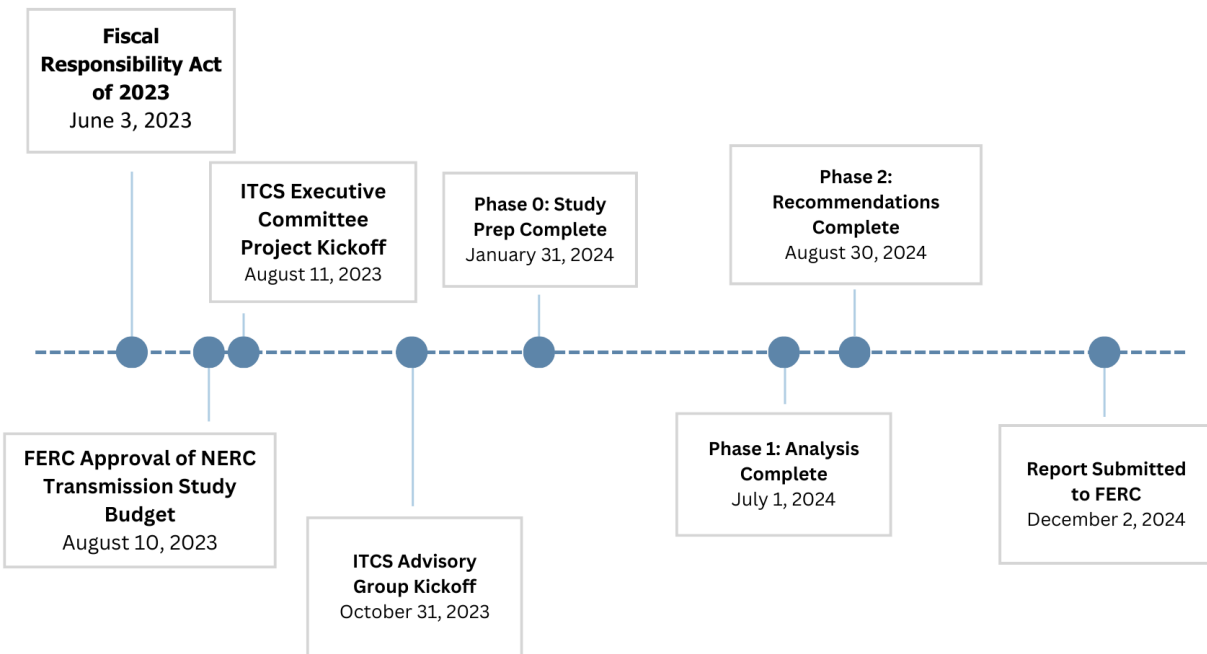 Fiscal
Responsibility Act
of 2023
June 3, 2023
ITCS Executive
Committee
Project Kickoff
August 11, 2023
Phase 0: Study
Prep Complete
January 31, 2024
Phase 2:
Recommendations
Complete
August 30, 2024
FERC Approval of NERC
Transmission Study
Budget
August 10, 2023
ITCS Advisory
Group Kickoff
October 31, 2023
Phase 1: Analysis
Complete
July 1, 2024
Report Submitted
to FERC
December 2, 2024